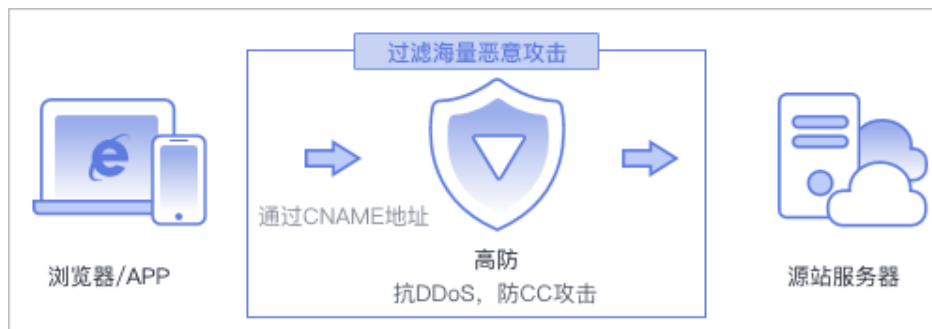 过滤海量恶意攻击
通过CNAME地址
浏览器/APP
高防
抗DDoS，防CC攻击
源站服务器